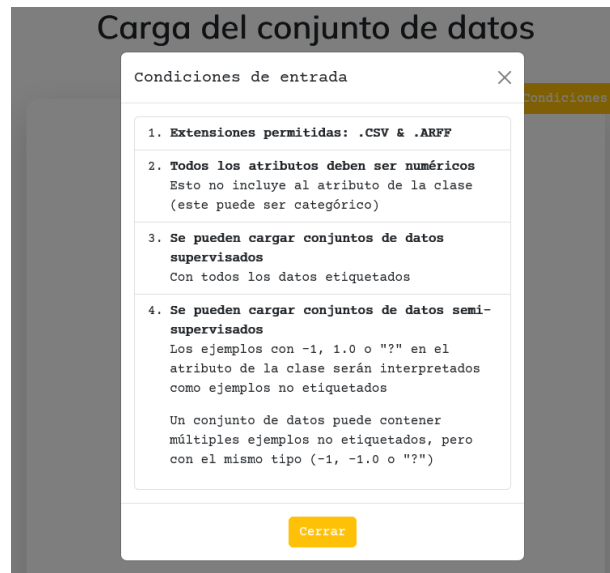 Carga del conjunto de datos
Condiciones de entrada
Condiciones
1. Extensiones permitidas: .CSV & .ARFF
2. Todos los atributos deben ser numéricos
Esto no incluye al atributo de la clase
(este puede ser categórico)
3. Se pueden cargar conjuntos de datos
supervisados
Con todos los datos etiquetados
4. Se pueden cargar conjuntos de datos semi-
supervisados
Los ejemplos con -1, 1.0 o "?" en el
atributo de la clase serán interpretados
como ejemplos no etiquetados
Un conjunto de datos puede contener
múltiples ejemplos no etiquetados, pero
con el mismo tipo (-1, -1.0 o "?")
Cerrar